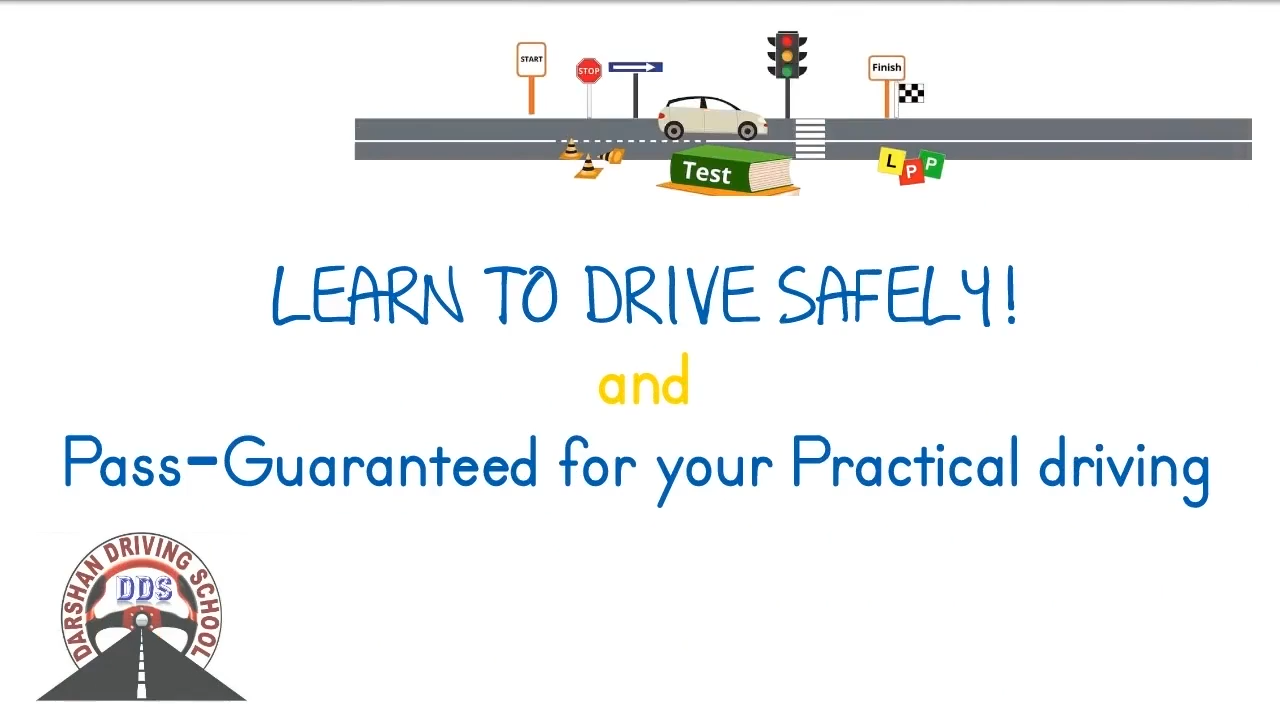 START
STOP
Finish
Test
L
P
P
LEARN TO DRIVE SAFELY!
and
Pass-Guaranteed for your Practical driving
DARSHAN DRIVING SCHOOL
DDS